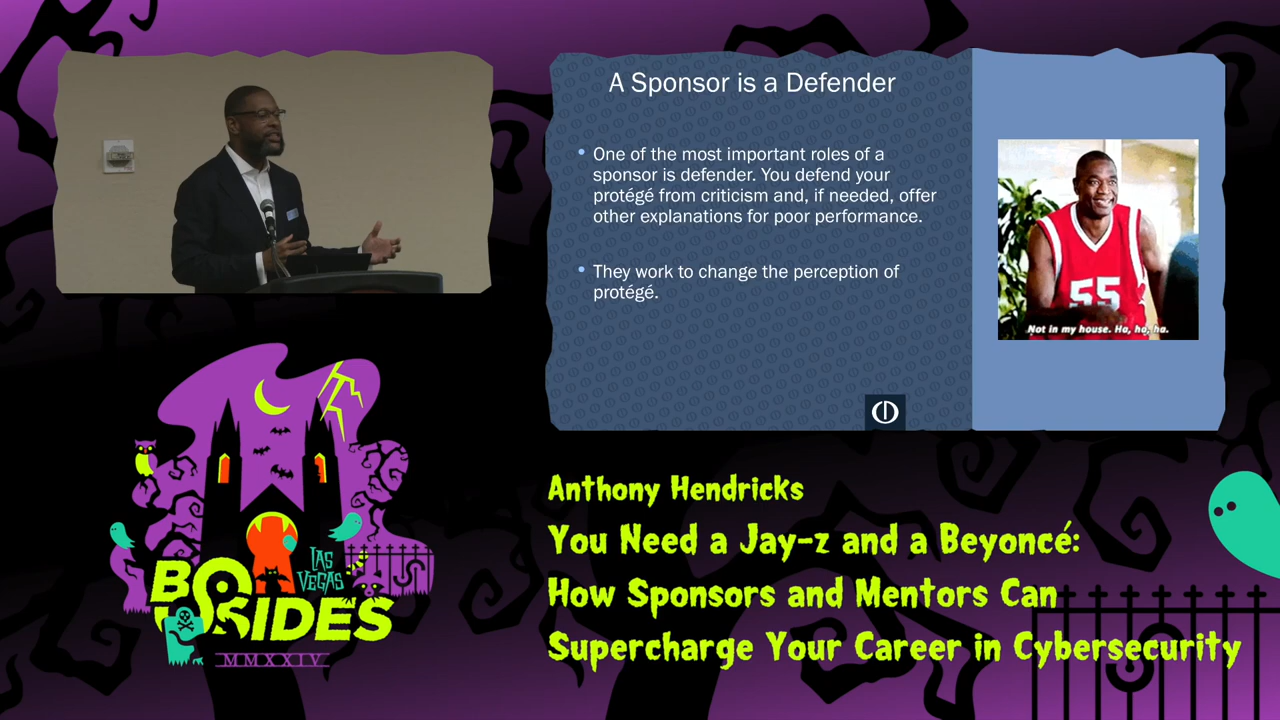 A Sponsor is a Defender
• One of the most important roles of a
sponsor is defender. You defend your
protégé from criticism and, if needed, offer
other explanations for poor performance.
• They work to change the perception of
protégé.
55
Not in my house. Ha, ha, ha.
LAS
VEGAS
BSIDES
MMXXIV
Anthony Hendricks
You Need a Jay-z and a Beyoncé:
How Sponsors and Mentors Can
Supercharge Your Career in Cybersecurity